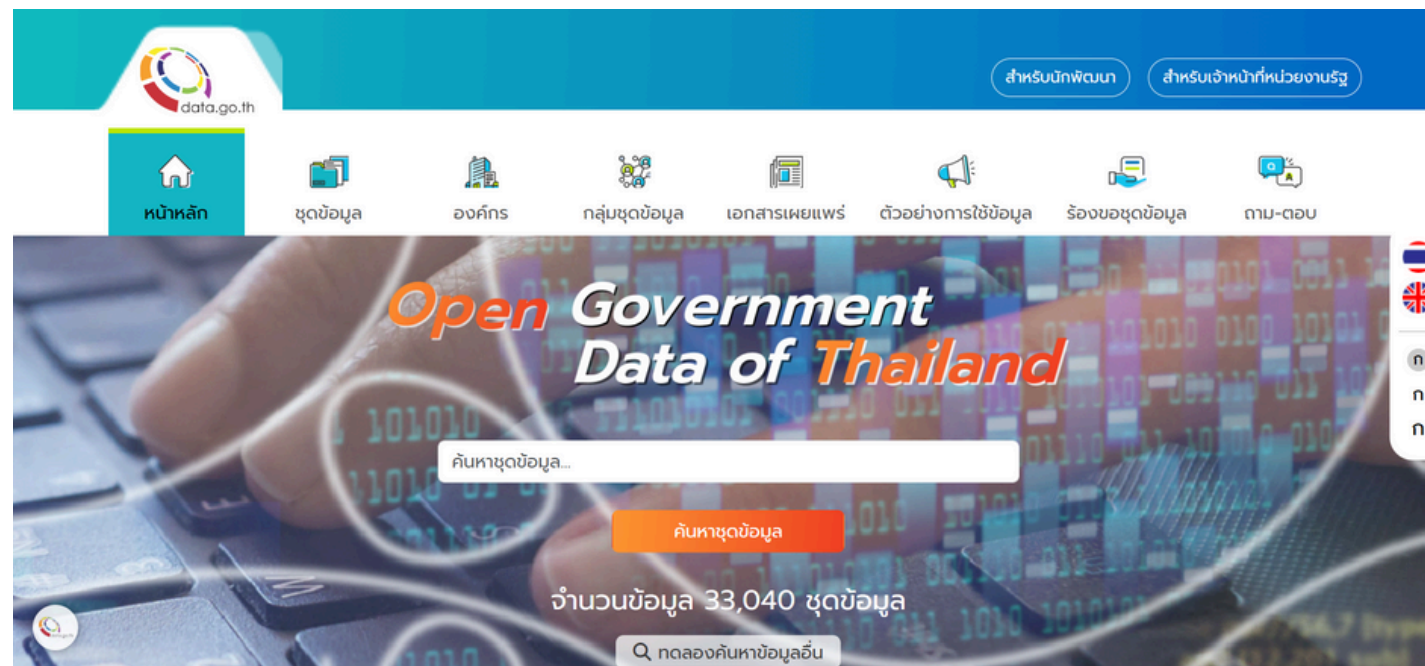 data.go.th
สำหรับนักพัฒนา
สำหรับเจ้าหน้าที่หน่วยงานรัฐ
หน้าหลัก
ชุดข้อมูล
องค์กร
กลุ่มชุดข้อมูล
เอกสารเผยแพร่
ตัวอย่างการใช้ข้อมูล
ร้องขอชุดข้อมูล
ถาม-ตอบ
Open Government
Data of Thailand
ค้นหาชุดข้อมูล...
ค้นหาชุดข้อมูล
จำนวนข้อมูล 33,040 ชุดข้อมูล
ทดลองค้นหาข้อมูลอื่น
ก
ก
ก